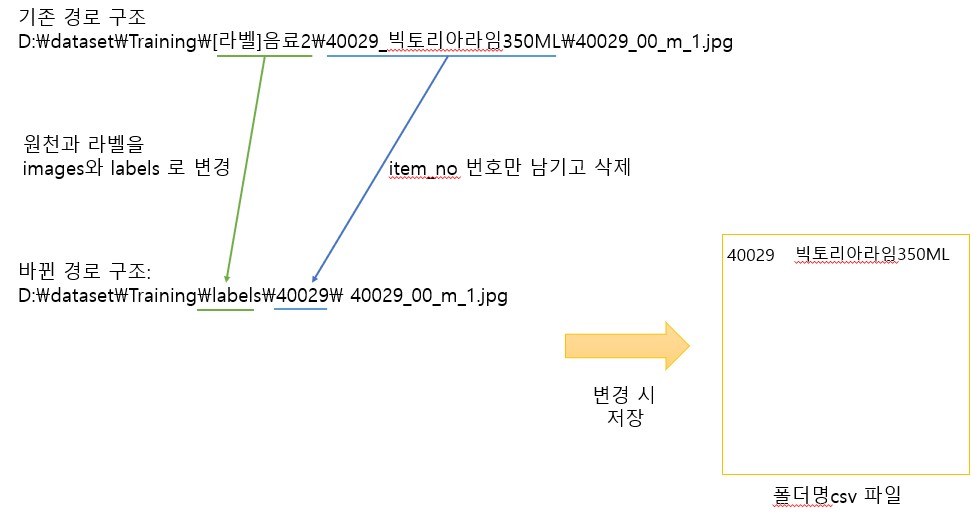 기존 경로 구조
D:\dataset\Training\[라벨]음료2\40029_빅토리아라임350ML\40029_00_m_1.jpg
원천과 라벨을
images와 labels 로 변경
item_no 번호만 남기고 삭제
바뀐 경로 구조:
D:\dataset\Training\labels\40029\ 40029_00_m_1.jpg
변경 시
저장
40029 빅토리아라임350ML
폴더명csv 파일